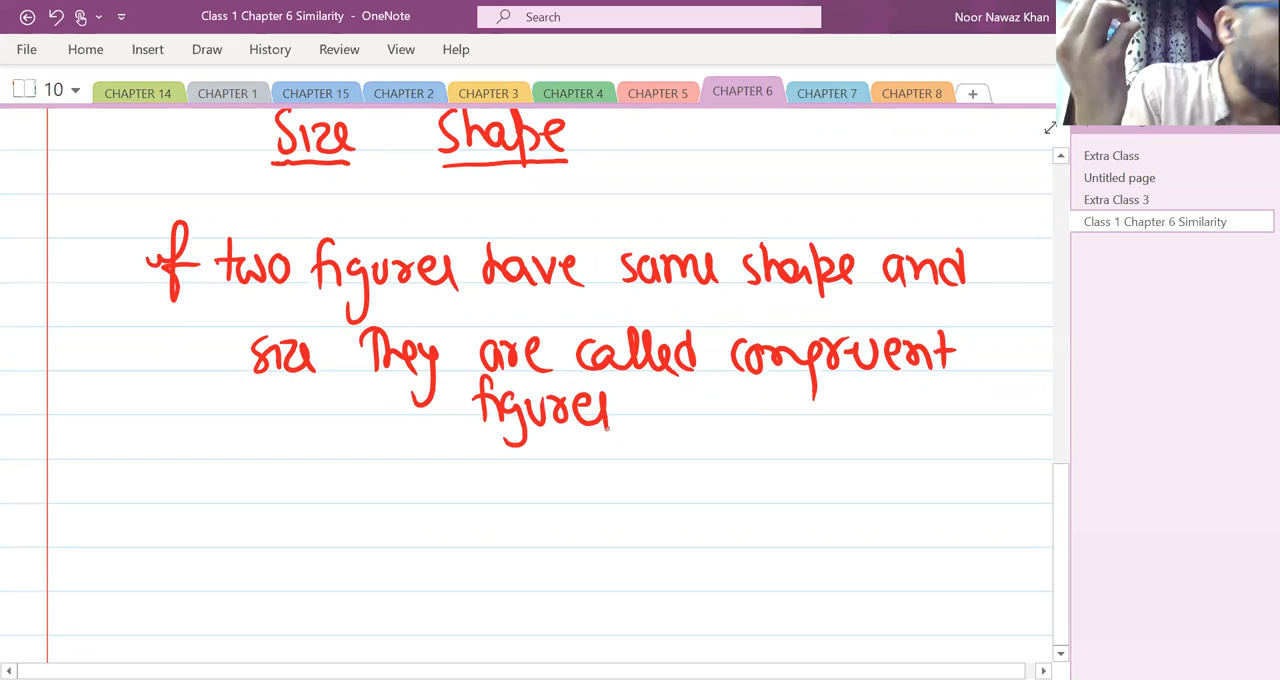 Class 1 Chapter 6 Similarity - OneNote
Search
Noor Nawaz Khan
File Home Insert Draw History Review View Help
10 CHAPTER 14 CHAPTER 1 CHAPTER 15 CHAPTER 2 CHAPTER 3 CHAPTER 4 CHAPTER 5 CHAPTER 6 CHAPTER 7 CHAPTER 8
Size Shape
If two figures have same shape and
size They are called congruent
figures
Extra Class
Untitled page
Extra Class 3
Class 1 Chapter 6 Similarity